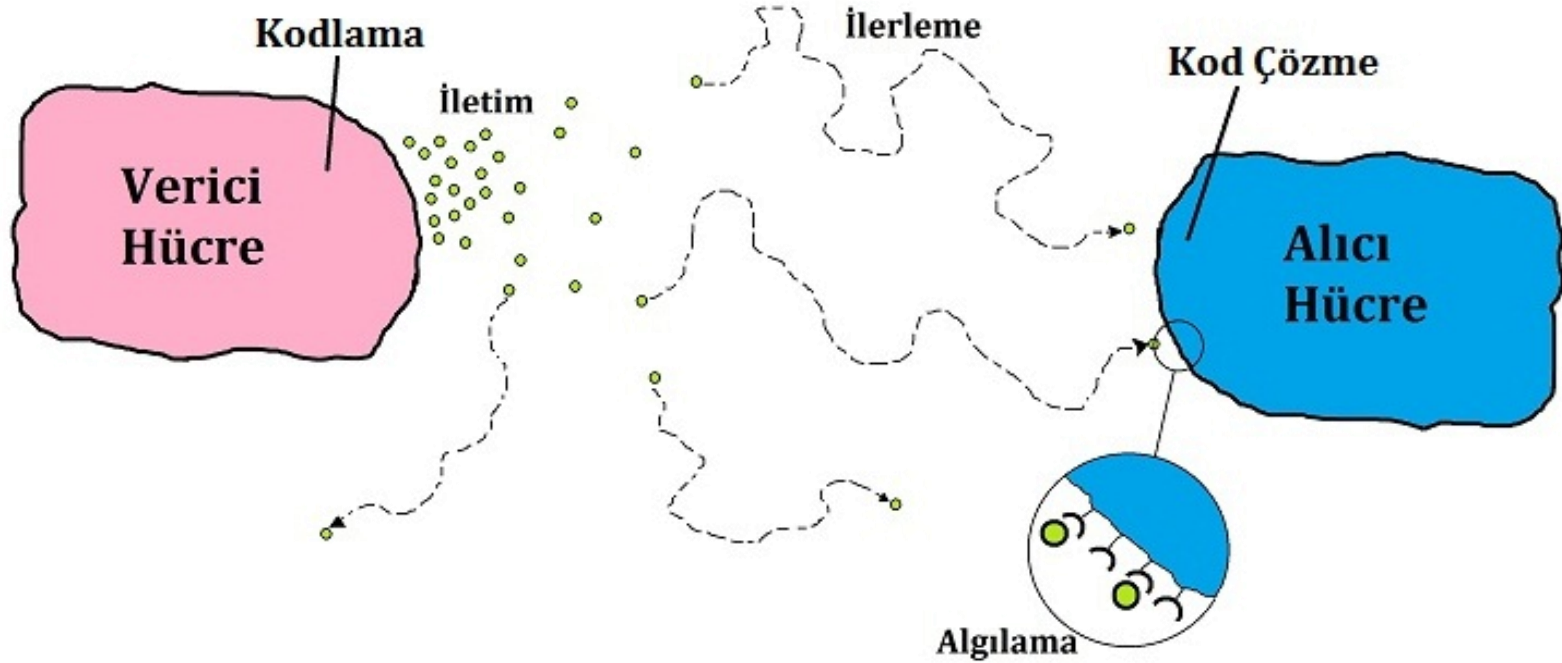 Kodlama
İletim
İlerleme
Kod Çözme
Verici
Hücre
Alıcı
Hücre
Algılama